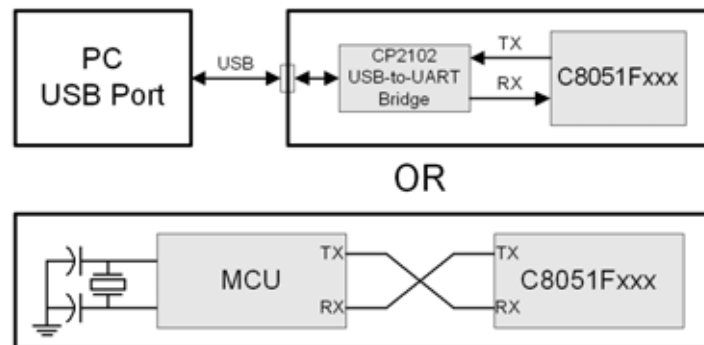 PC
USB Port
USB
CP2102
USB-to-UART
Bridge
TX
RX
C8051Fxxx
OR
MCU
TX
RX
TX
RX
C8051Fxxx